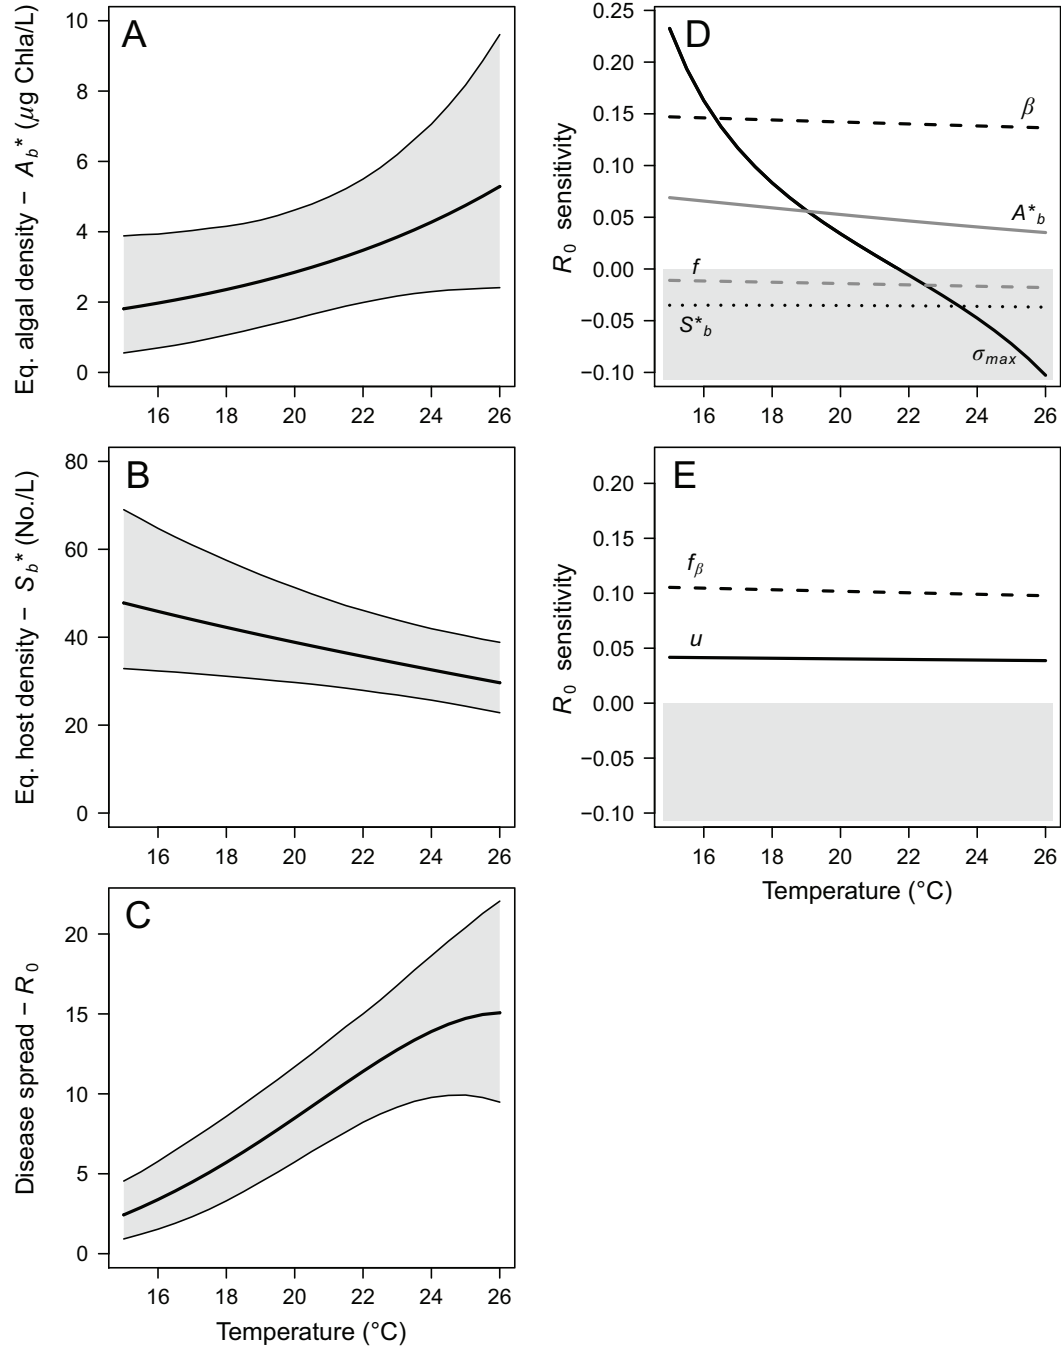 A
Eq. algal density – A_b* (μg Chla/L)
10
8
6
4
2
0
16 18 20 22 24 26
B
Eq. host density – S_b* (No./L)
80
60
40
20
0
16 18 20 22 24 26
C
Disease spread – R_0
20
15
10
5
0
16 18 20 22 24 26
Temperature (°C)
D
R_0 sensitivity
0.25
0.20
0.15
0.10
0.05
0.00
−0.05
−0.10
β
A*_b
f
S*_b
σ_max
16 18 20 22 24 26
E
R_0 sensitivity
0.20
0.15
0.10
0.05
0.00
−0.05
−0.10
f_β
u
16 18 20 22 24 26
Temperature (°C)